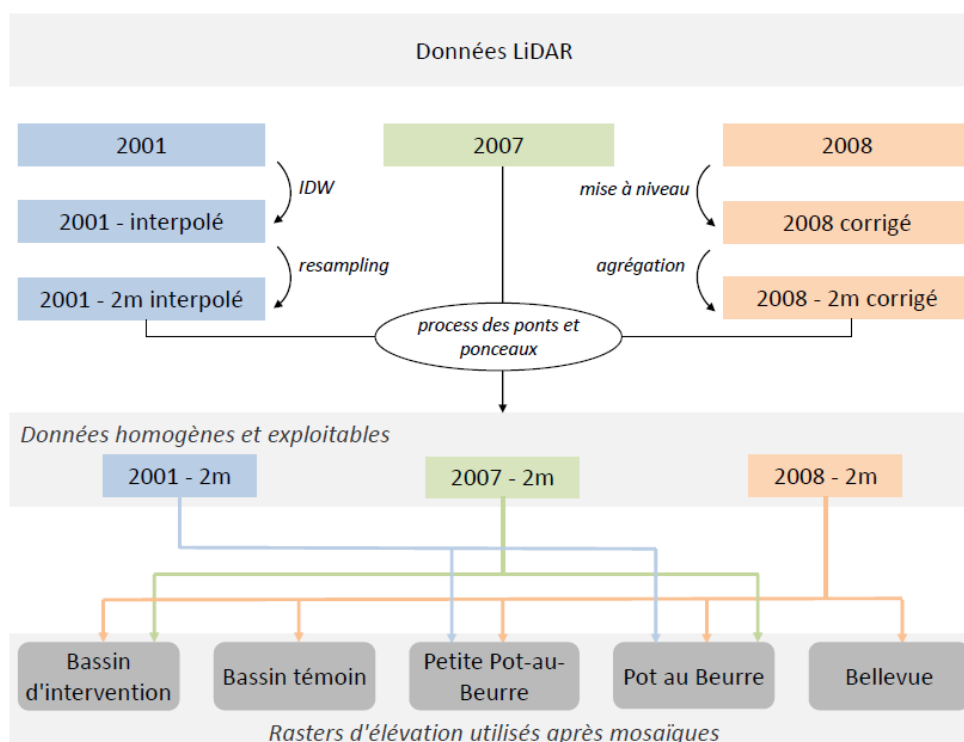 Données LiDAR
2001
2007
2008
IDW
mise à niveau
2001 - interpolé
2008 corrigé
resampling
agrégation
2001 - 2m interpolé
2008 - 2m corrigé
process des ponts et
ponceaux
Données homogènes et exploitables
2001 - 2m
2007 - 2m
2008 - 2m
Bassin
d'intervention
Bassin témoin
Petite Pot-au-
Beurre
Pot au Beurre
Bellevue
Rasters d'élévation utilisés après mosaïques